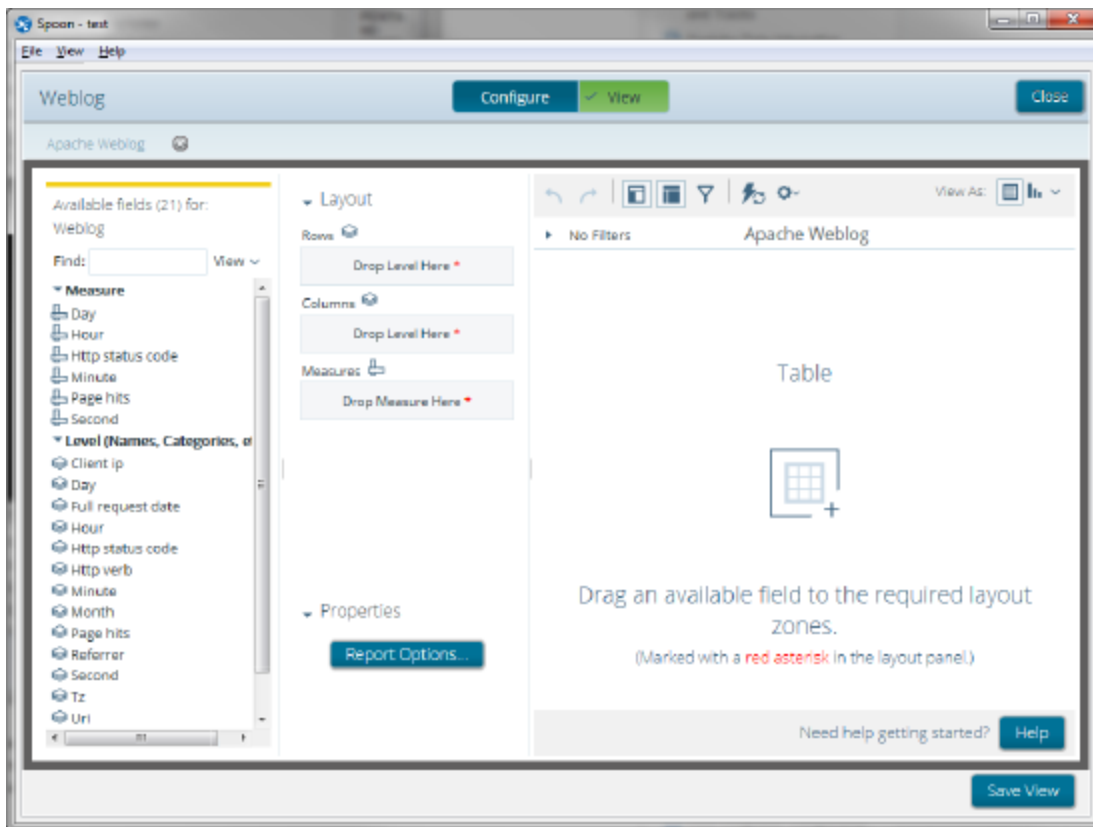 Spoon - test
File View Help
Weblog
Configure
View
Close
Apache Weblog
Available fields (21) for:
Weblog
Find:
View
Measure
Day
Hour
Http status code
Minute
Page hits
Second
Level (Names, Categories, et
Client ip
Day
Full request date
Hour
Http status code
Http verb
Minute
Month
Page hits
Referrer
Second
Tz
Uri
Layout
Rows
Drop Level Here *
Columns
Drop Level Here *
Measures
Drop Measure Here *
Properties
Report Options...
View As:
No Filters
Apache Weblog
Table
Drag an available field to the required layout
zones.
(Marked with a red asterisk in the layout panel.)
Need help getting started?
Help
Save View